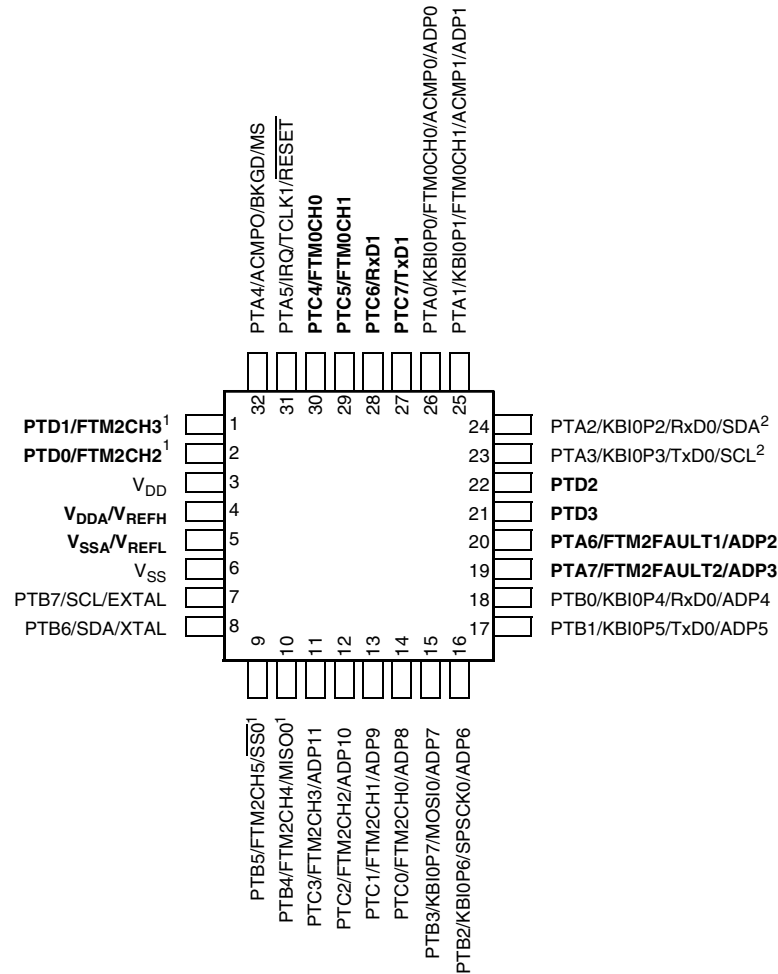 PTA4/ACMPO/BKGD/MS
PTA5/IRQ/TCLK1/RESET
PTC4/FTM0CH0
PTC5/FTM0CH1
PTC6/RxD1
PTC7/TxD1
PTA0/KBI0P0/FTM0CH0/ACMP0/ADP0
PTA1/KBI0P1/FTM0CH1/ACMP1/ADP1
32
31
30
29
28
27
26
25
PTD1/FTM2CH3¹ 1
PTD0/FTM2CH2¹ 2
VDD 3
VDDA/VREFH 4
VSSA/VREFL 5
VSS 6
PTB7/SCL/EXTAL 7
PTB6/SDA/XTAL 8
24 PTA2/KBI0P2/RxD0/SDA²
23 PTA3/KBI0P3/TxD0/SCL²
22 PTD2
21 PTD3
20 PTA6/FTM2FAULT1/ADP2
19 PTA7/FTM2FAULT2/ADP3
18 PTB0/KBI0P4/RxD0/ADP4
17 PTB1/KBI0P5/TxD0/ADP5
9
10
11
12
13
14
15
16
PTB5/FTM2CH5/SS0¹
PTB4/FTM2CH4/MISO0¹
PTC3/FTM2CH3/ADP11
PTC2/FTM2CH2/ADP10
PTC1/FTM2CH1/ADP9
PTC0/FTM2CH0/ADP8
PTB3/KBI0P7/MOSI0/ADP7
PTB2/KBI0P6/SPSCK0/ADP6